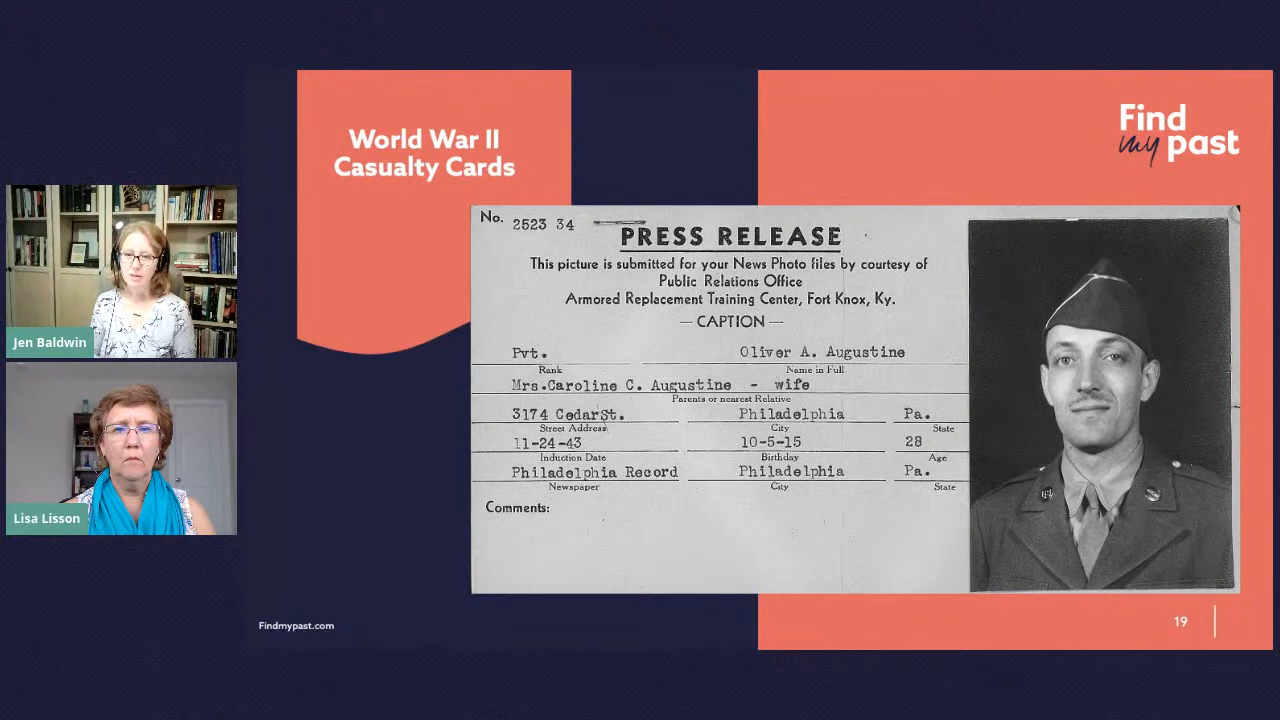 World War II
Casualty Cards
Find
my past
No. 2523 34
PRESS RELEASE
This picture is submitted for your News Photo files by courtesy of
Public Relations Office
Armored Replacement Training Center, Fort Knox, Ky.
— CAPTION —
Pvt. Oliver A. Augustine
Rank Name in Full
Mrs.Caroline C. Augustine - wife
Parents or nearest Relative
3174 CedarSt. Philadelphia Pa.
Street Address City State
11-24-43 10-5-15 28
Induction Date Birthday Age
Philadelphia Record Philadelphia Pa.
Newspaper City State
Comments:
Jen Baldwin
Lisa Lisson
Findmypast.com
19